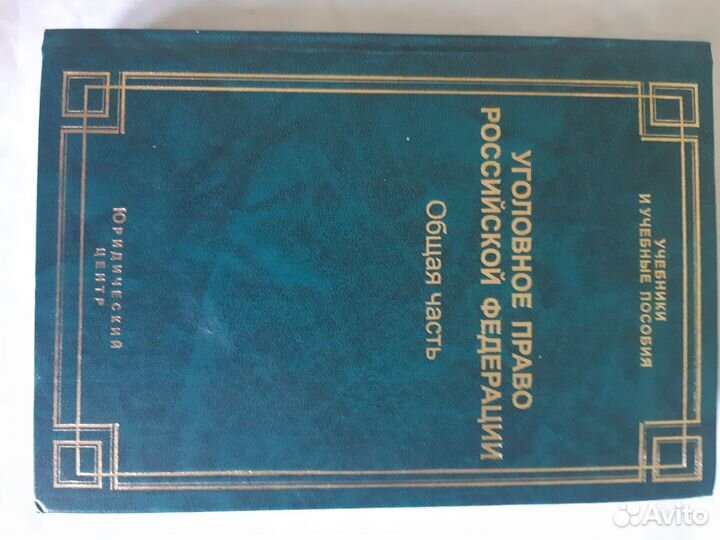 УЧЕБНИКИ
И УЧЕБНЫЕ ПОСОБИЯ
УГОЛОВНОЕ ПРАВО
РОССИЙСКОЙ ФЕДЕРАЦИИ
Общая часть
ЮРИДИЧЕСКИЙ
ЦЕНТР
Avito